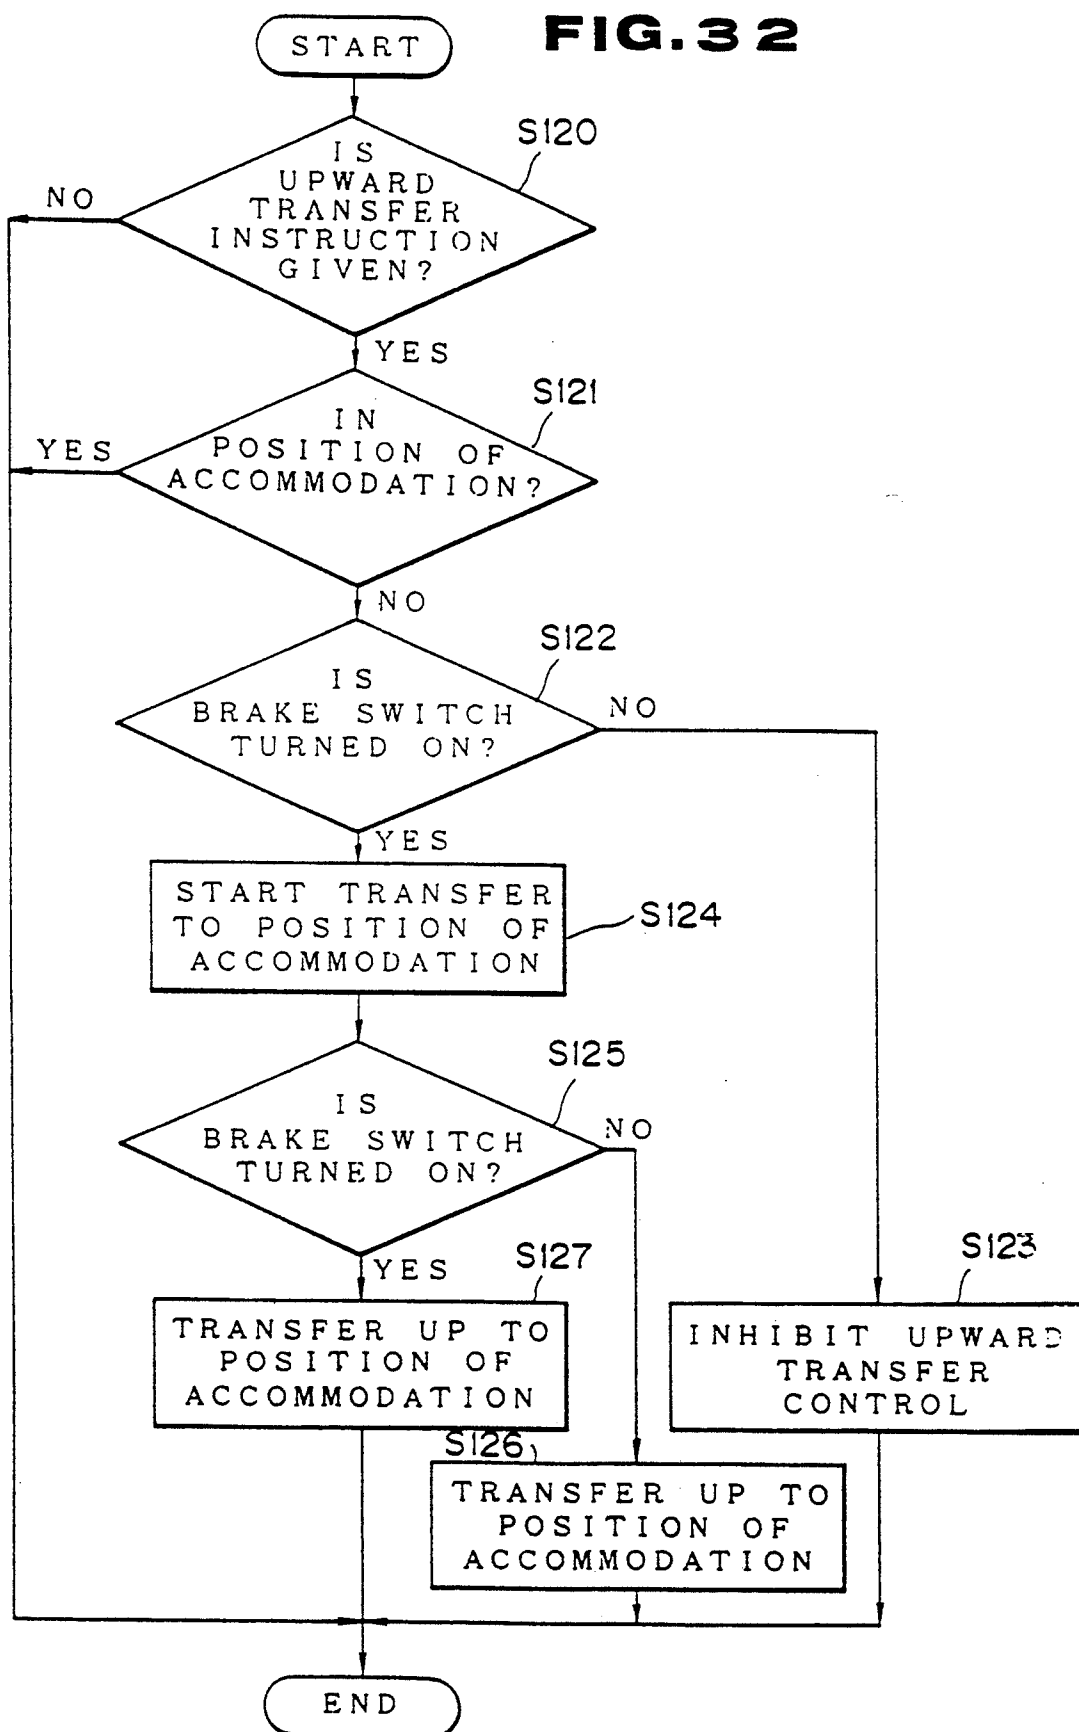 FIG. 32
START
S120
IS
UPWARD
TRANSFER
INSTRUCTION
GIVEN?
NO
YES
S121
IN
POSITION OF
ACCOMMODATION?
YES
NO
S122
IS
BRAKE SWITCH
TURNED ON?
NO
YES
START TRANSFER
TO POSITION OF
ACCOMMODATION
S124
S125
IS
BRAKE SWITCH
TURNED ON?
NO
YES
S127
S123
TRANSFER UP TO
POSITION OF
ACCOMMODATION
INHIBIT UPWARD
TRANSFER
CONTROL
S126
TRANSFER UP TO
POSITION OF
ACCOMMODATION
END